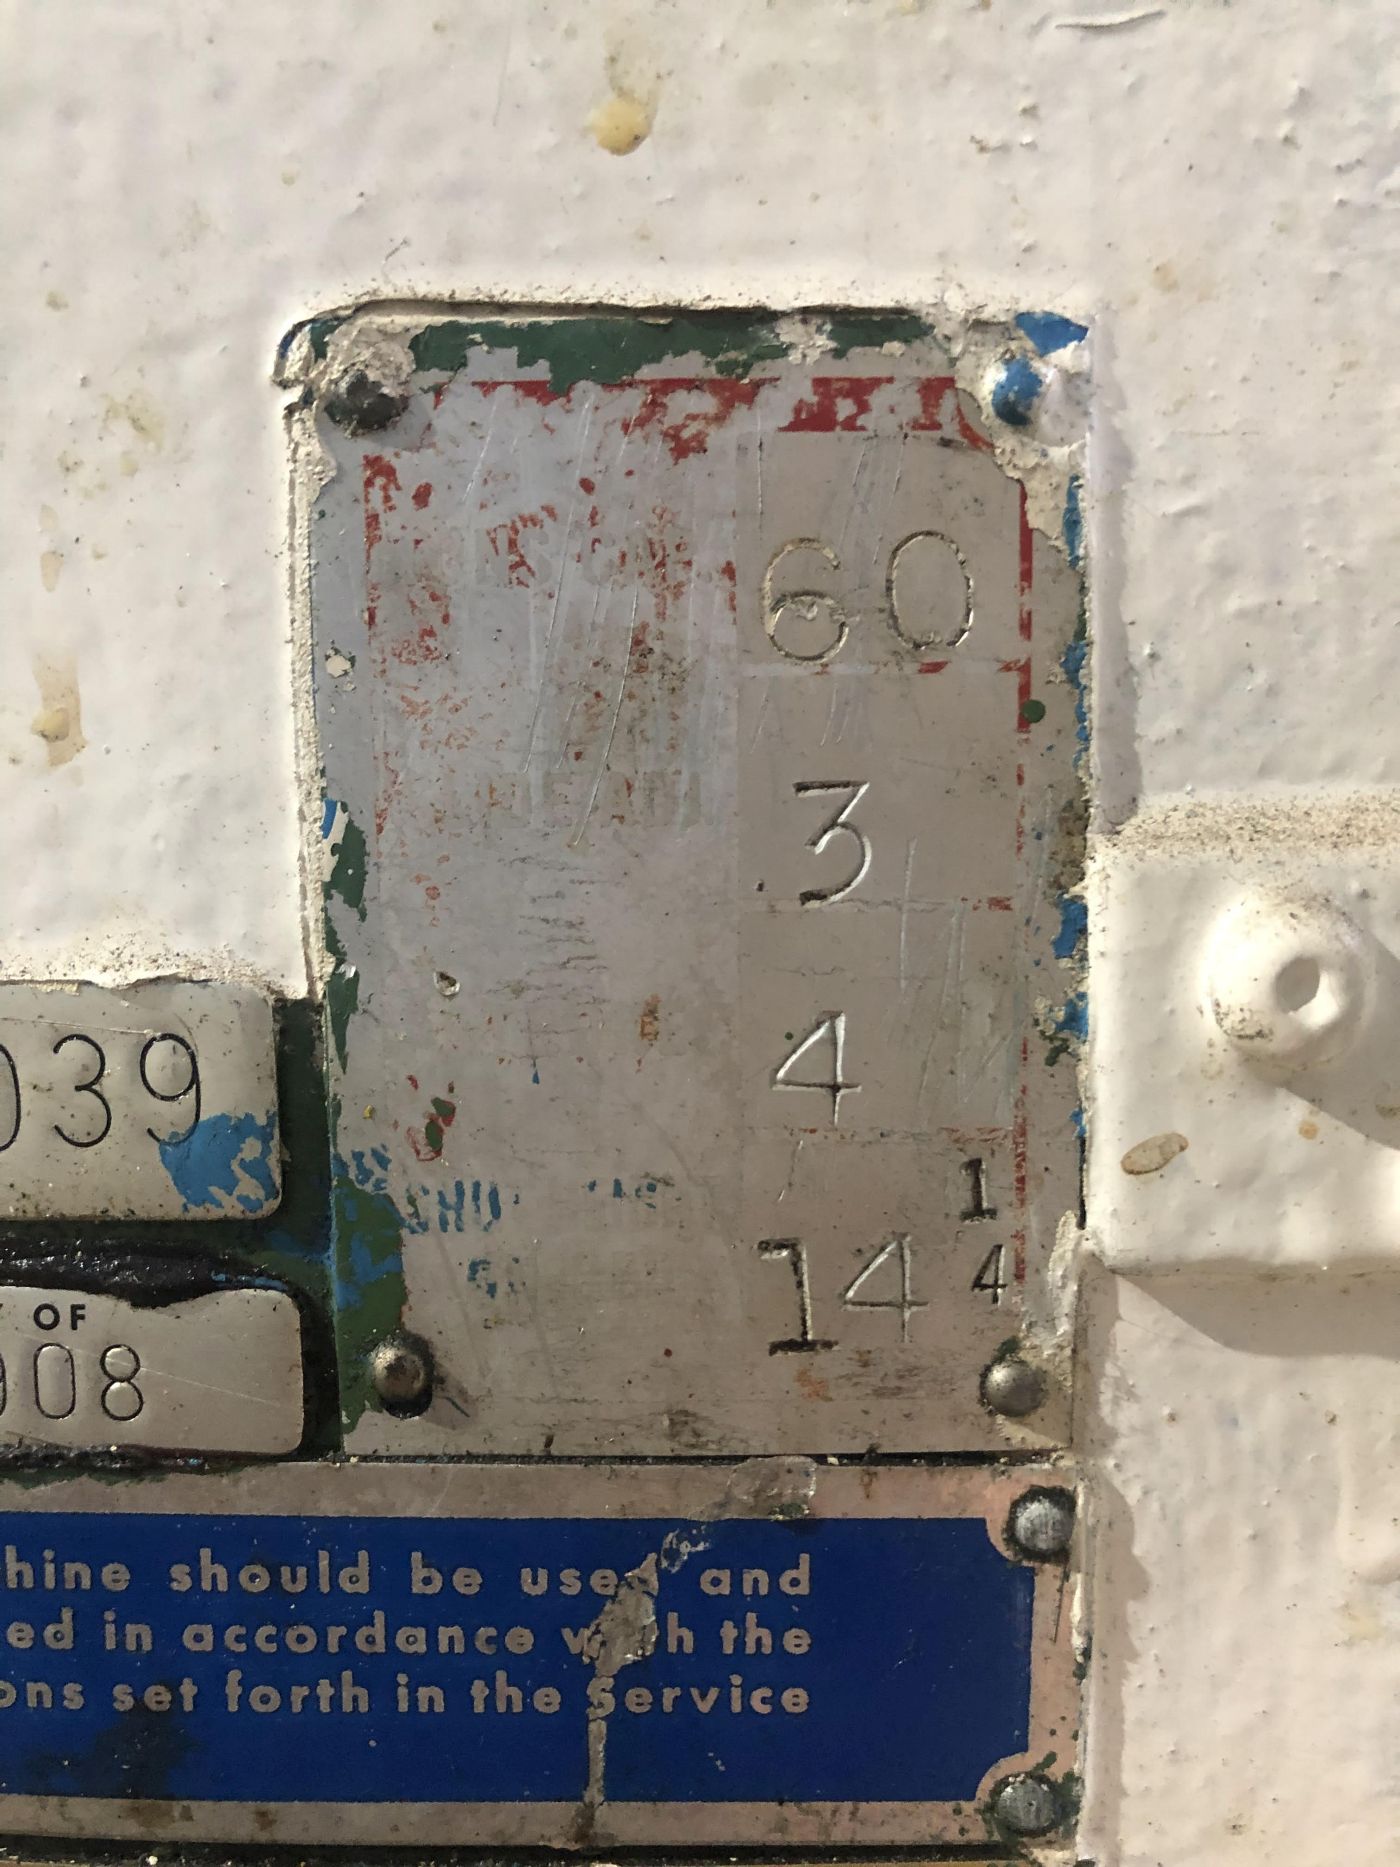 60
3
4
1
14 4
039
OF
908
hine should be used and
ed in accordance with the
ons set forth in the Service